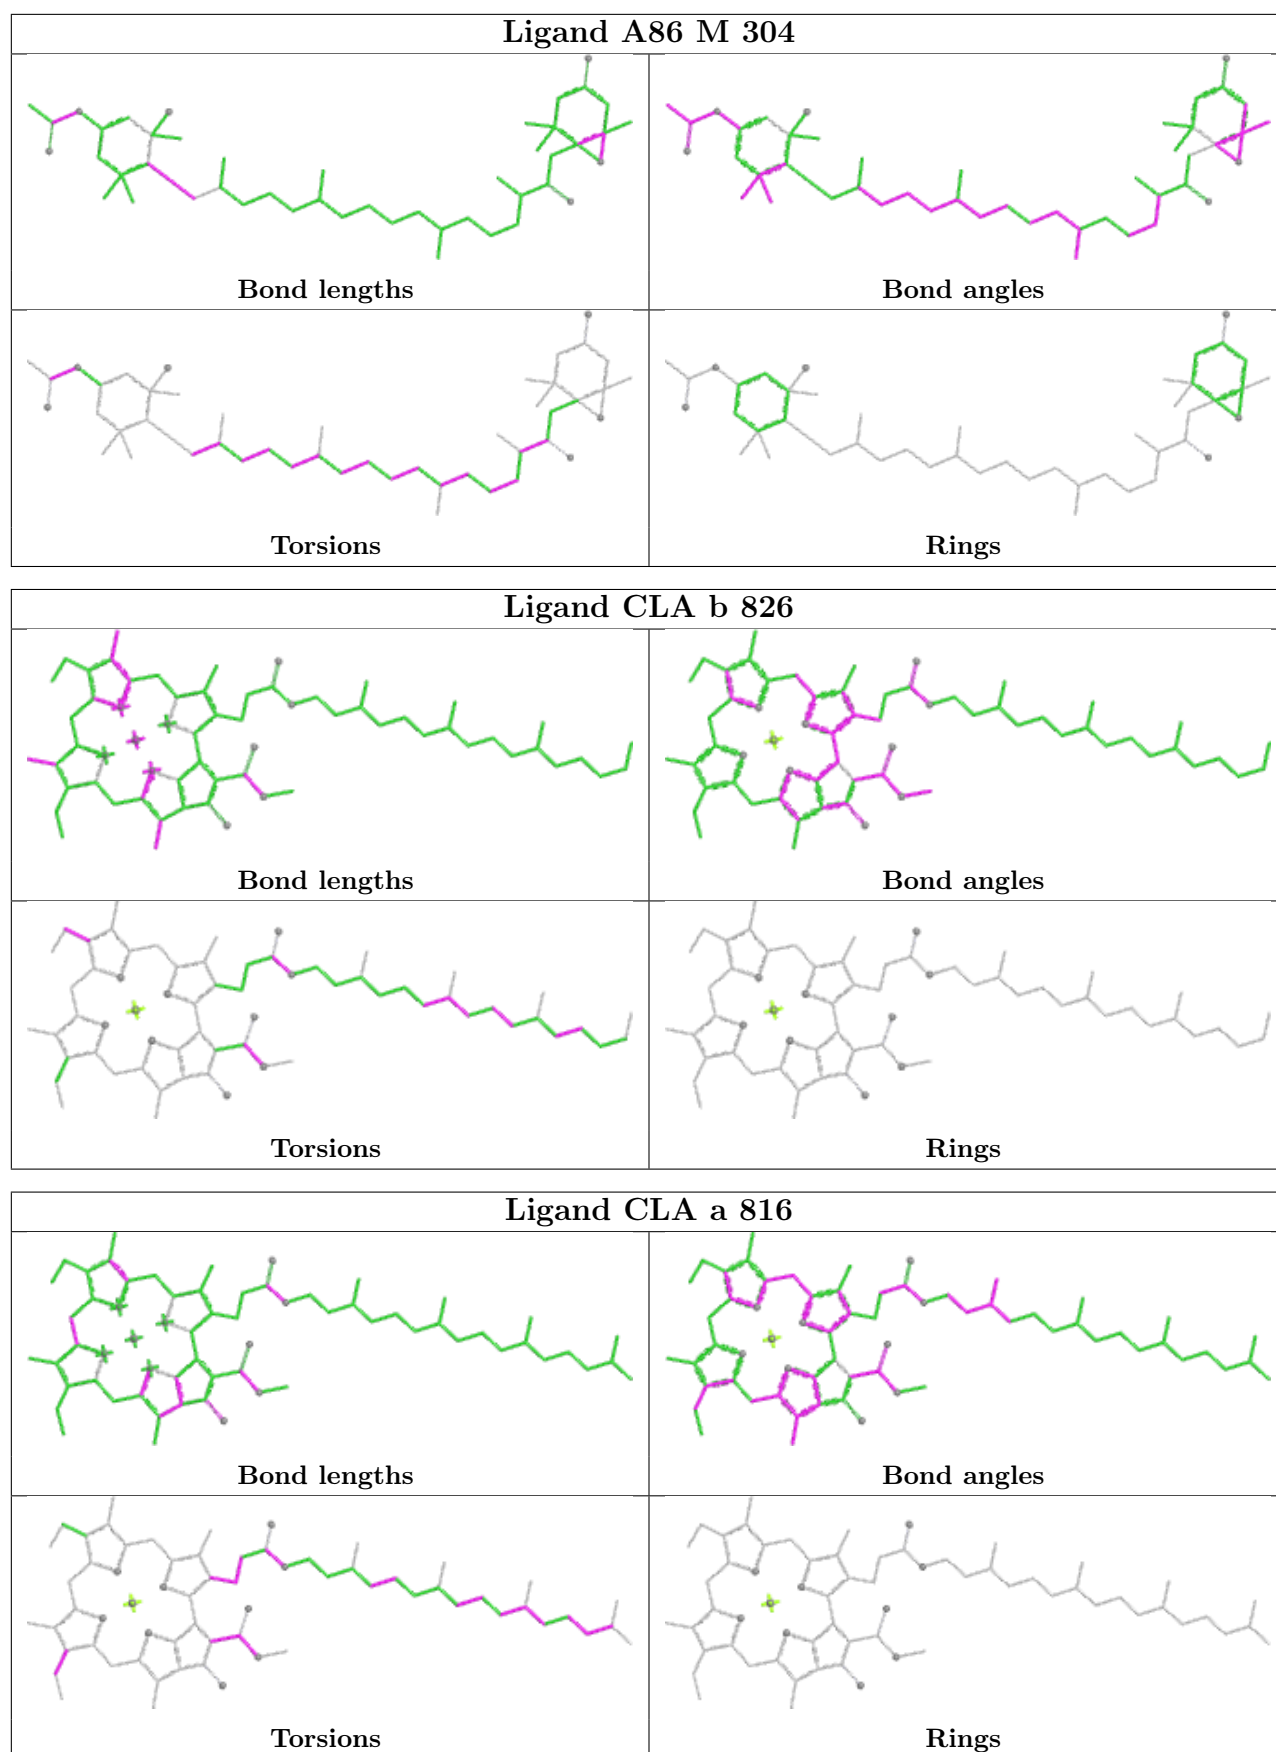 Ligand A86 M 304
Bond lengths
Bond angles
Torsions
Rings
Ligand CLA b 826
Bond lengths
Bond angles
Torsions
Rings
Ligand CLA a 816
Bond lengths
Bond angles
Torsions
Rings